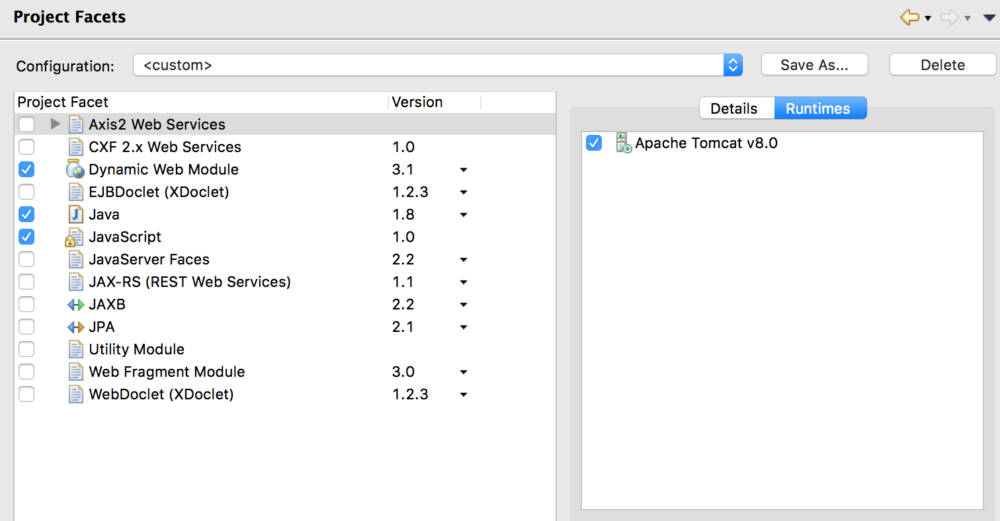 Project Facets
Configuration: <custom> Save As... Delete
Project Facet Version
Details Runtimes
Axis2 Web Services
Apache Tomcat v8.0
CXF 2.x Web Services 1.0
Dynamic Web Module 3.1
EJBDoclet (XDoclet) 1.2.3
Java 1.8
JavaScript 1.0
JavaServer Faces 2.2
JAX-RS (REST Web Services) 1.1
JAXB 2.2
JPA 2.1
Utility Module
Web Fragment Module 3.0
WebDoclet (XDoclet) 1.2.3